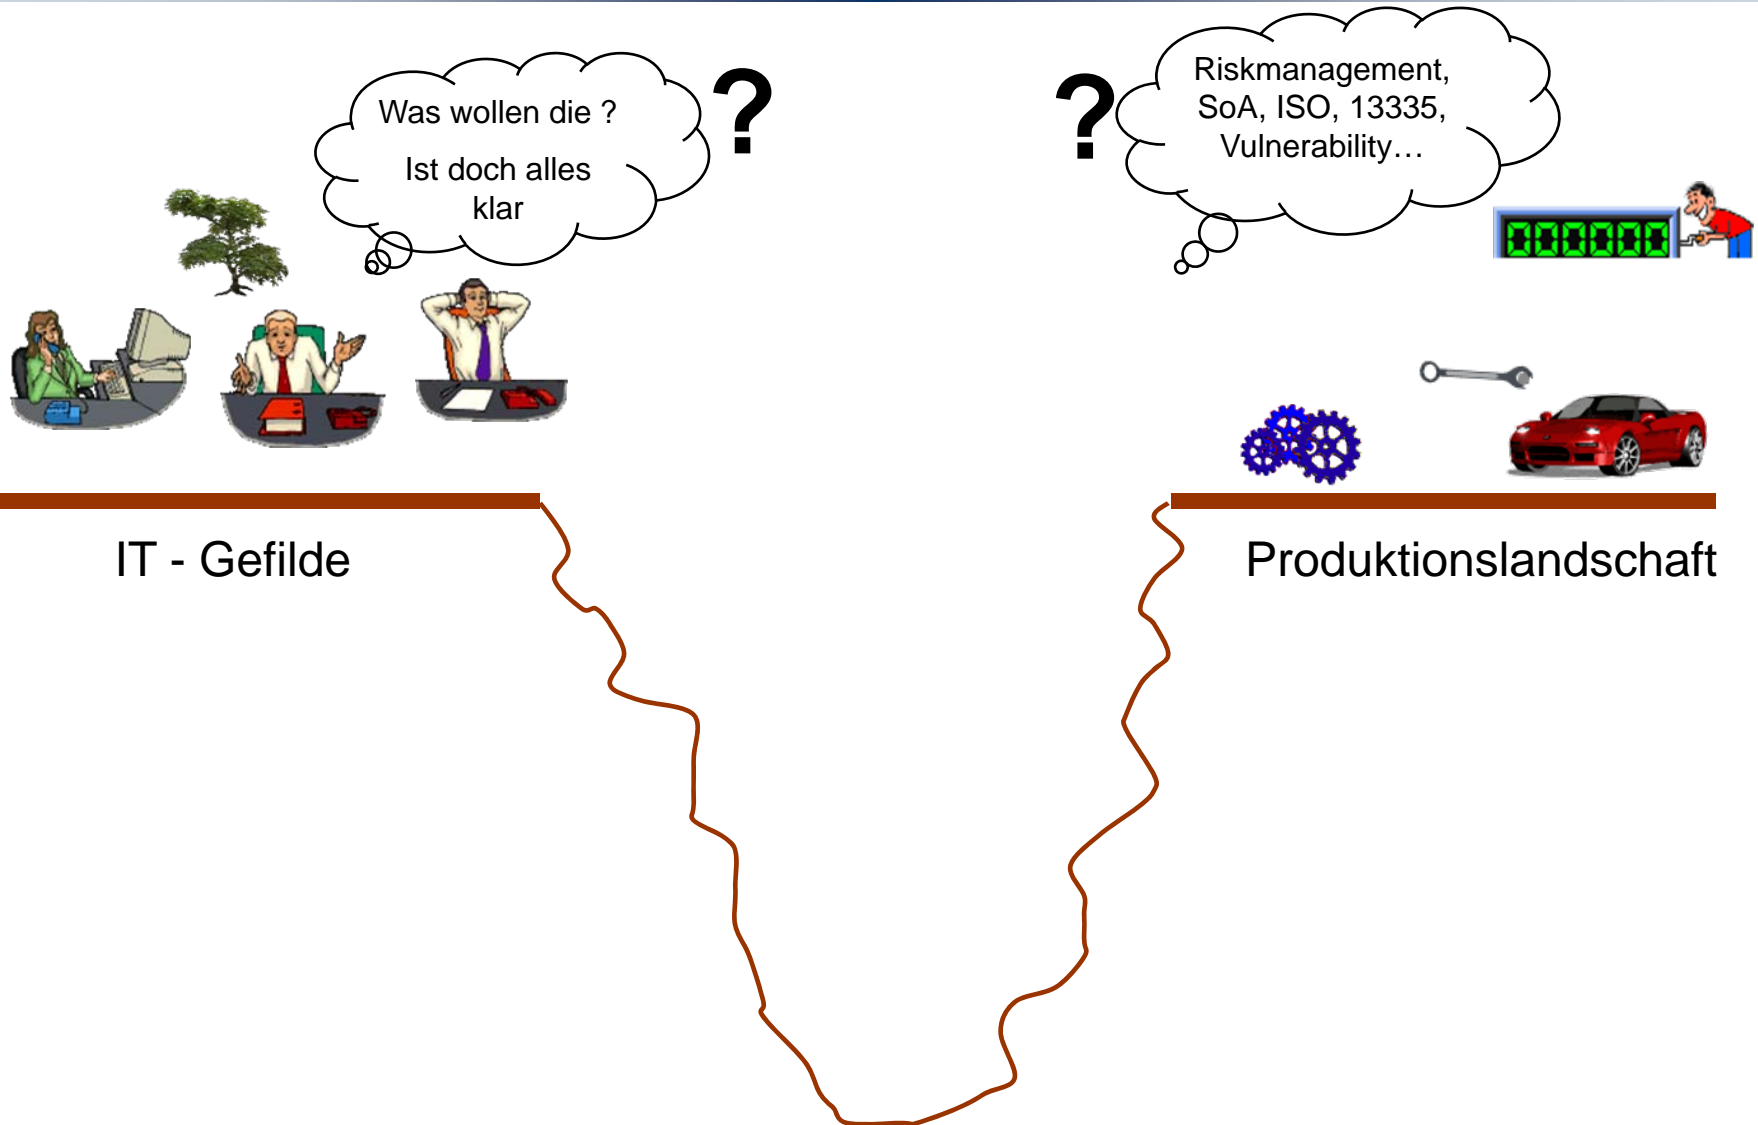 Was wollen die ?
Ist doch alles
klar
?
?
Riskmanagement,
SoA, ISO, 13335,
Vulnerability…
IT - Gefilde
Produktionslandschaft